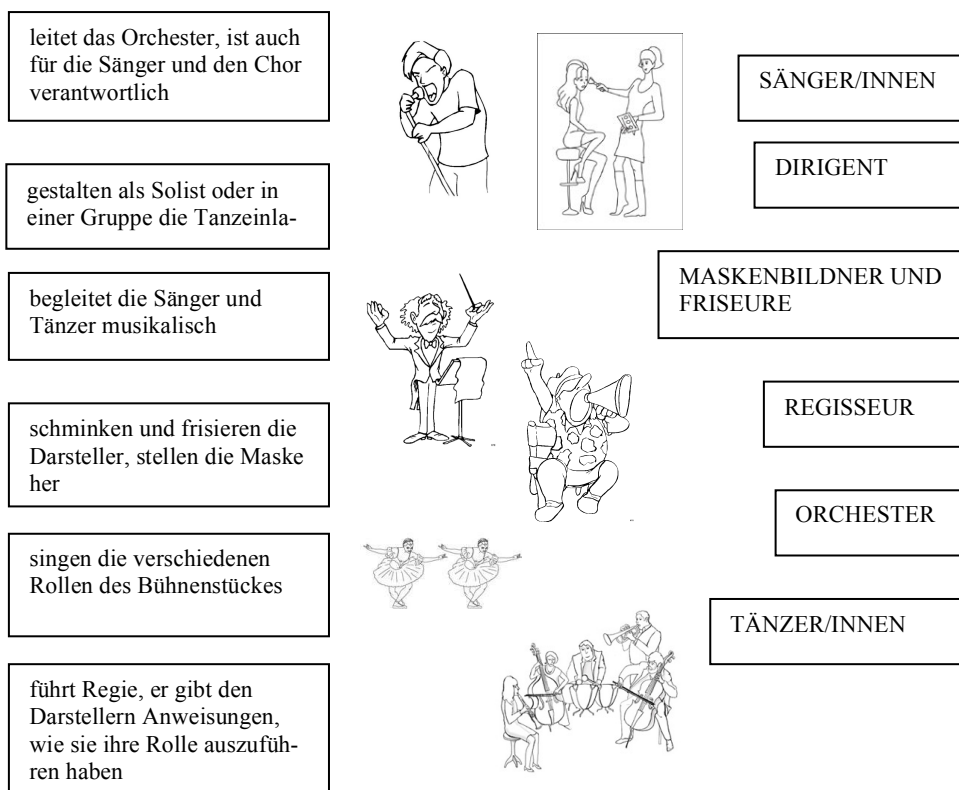 leitet das Orchester, ist auch
für die Sänger und den Chor
verantwortlich
gestalten als Solist oder in
einer Gruppe die Tanzeinla-
begleitet die Sänger und
Tänzer musikalisch
schminken und frisieren die
Darsteller, stellen die Maske
her
singen die verschiedenen
Rollen des Bühnenstückes
führt Regie, er gibt den
Darstellern Anweisungen,
wie sie ihre Rolle auszufüh-
ren haben
SÄNGER/INNEN
DIRIGENT
MASKENBILDNER UND
FRISEURE
REGISSEUR
ORCHESTER
TÄNZER/INNEN